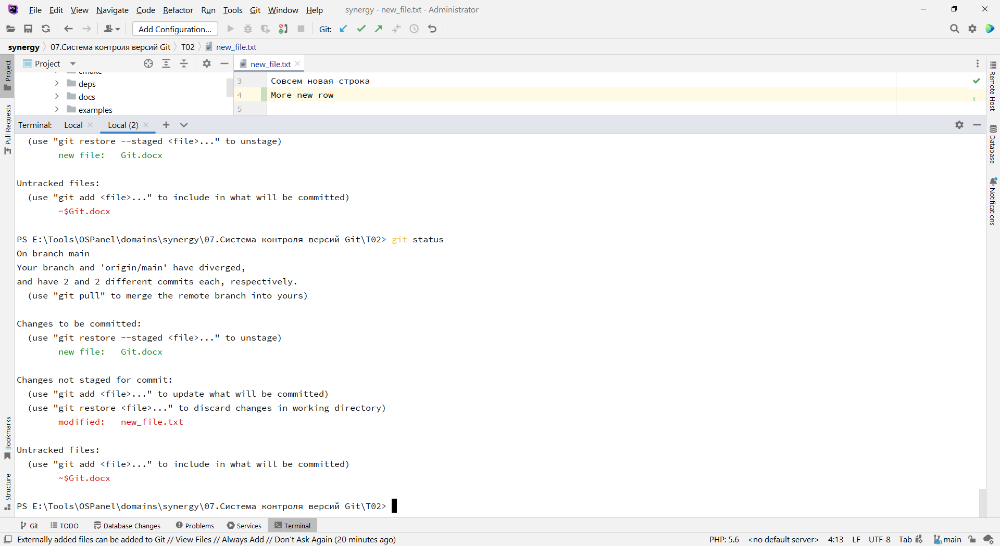 File Edit View Navigate Code Refactor Run Tools Git Window Help synergy - new_file.txt - Administrator
Add Configuration... Git:
synergy 07.Система контроля версий Git T02 new_file.txt
Project new_file.txt
cmake
deps
docs
examples
3 Совсем новая строка
4 More new row
5
Terminal: Local Local (2)
(use "git restore --staged <file>..." to unstage)
new file: Git.docx
Untracked files:
(use "git add <file>..." to include in what will be committed)
~$Git.docx
PS E:\Tools\OSPanel\domains\synergy\07.Система контроля версий Git\T02> git status
On branch main
Your branch and 'origin/main' have diverged,
and have 2 and 2 different commits each, respectively.
(use "git pull" to merge the remote branch into yours)
Changes to be committed:
(use "git restore --staged <file>..." to unstage)
new file: Git.docx
Changes not staged for commit:
(use "git add <file>..." to update what will be committed)
(use "git restore <file>..." to discard changes in working directory)
modified: new_file.txt
Untracked files:
(use "git add <file>..." to include in what will be committed)
~$Git.docx
PS E:\Tools\OSPanel\domains\synergy\07.Система контроля версий Git\T02>
Project
Pull Requests
Bookmarks
Structure
Remote Host
Database
Notifications
Git TODO Database Changes Problems Services Terminal
Externally added files can be added to Git // View Files // Always Add // Don't Ask Again (20 minutes ago) PHP: 5.6 <no default server> 4:13 LF UTF-8 Tab main